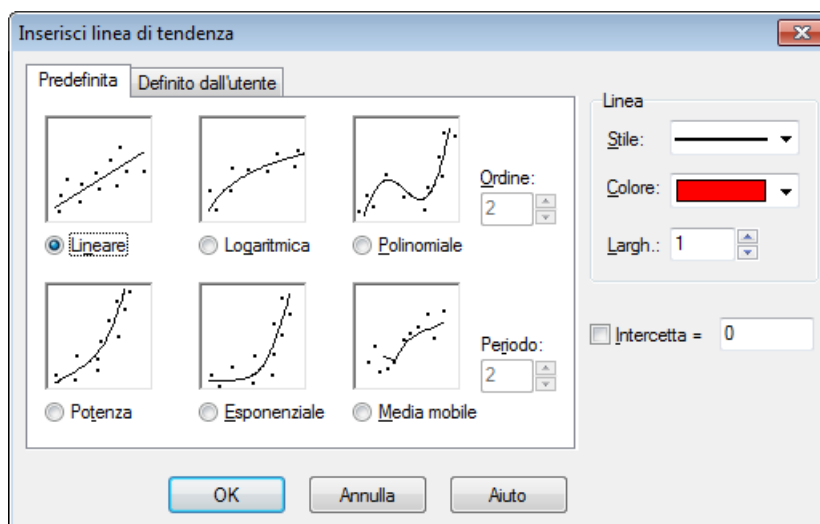 Inserisci linea di tendenza
Predefinita
Definito dall'utente
Lineare
Logaritmica
Polinomiale
Ordine:
2
Potenza
Esponenziale
Media mobile
Periodo:
2
Linea
Stile:
Colore:
Largh.: 1
Intercetta = 0
OK
Annulla
Aiuto